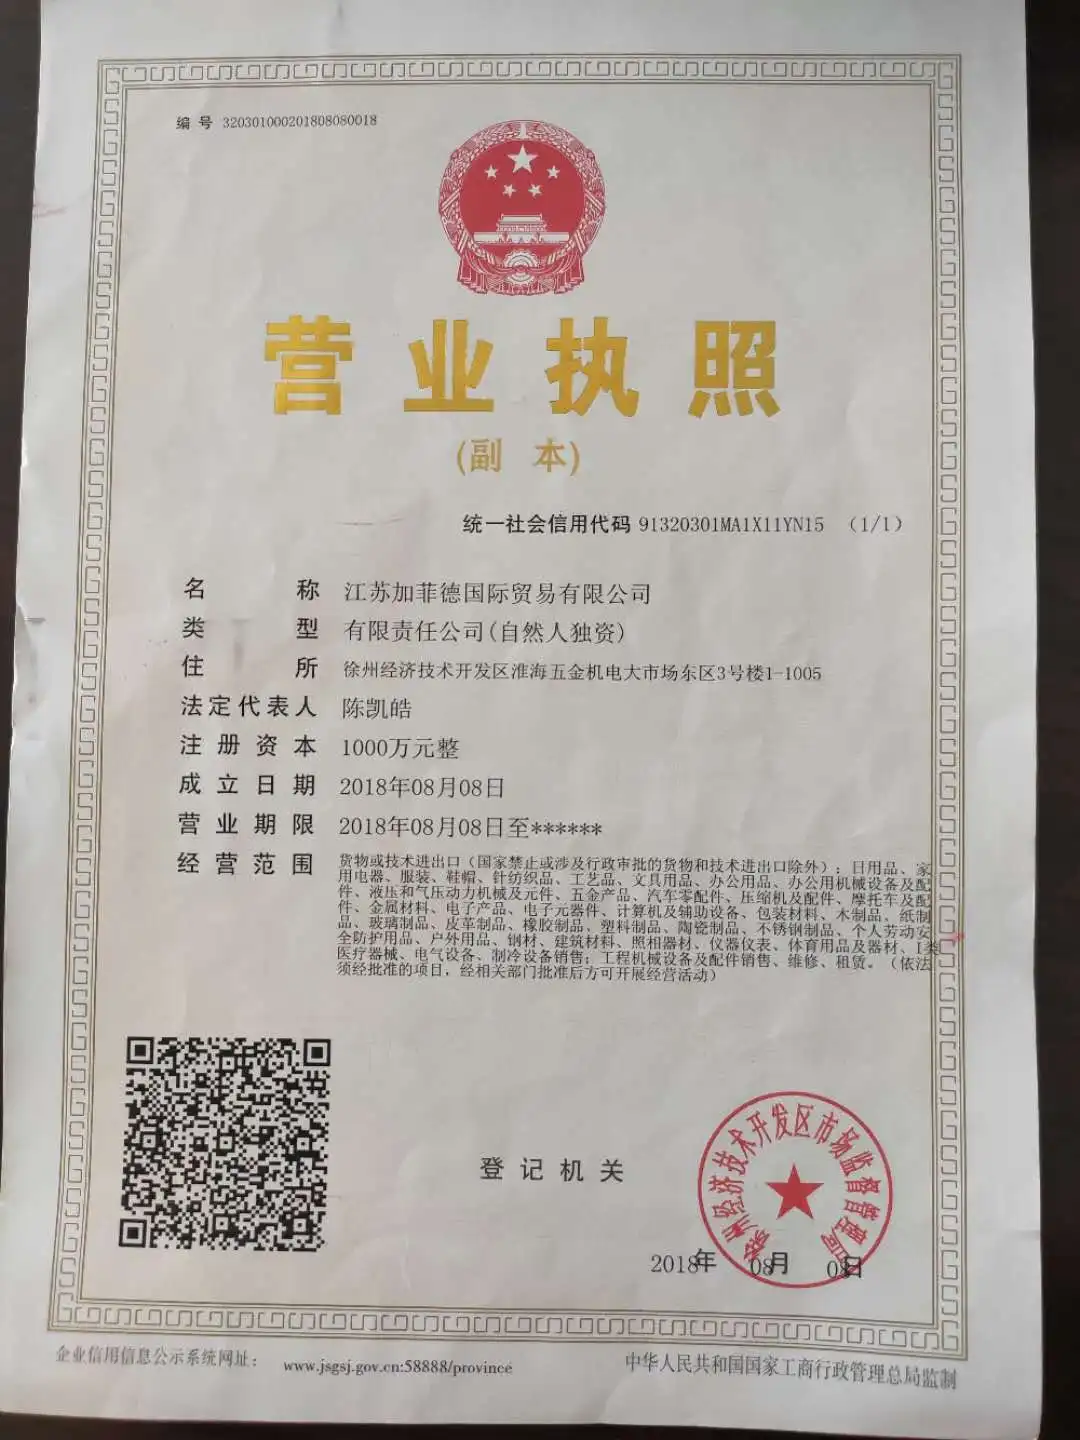 编 号 320301000201808080018
营 业 执 照
(副 本)
统一社会信用代码 91320301MA1X11YN15 (1/1)
名 称 江苏加菲德国际贸易有限公司
类 型 有限责任公司(自然人独资)
住 所 徐州经济技术开发区淮海五金机电大市场东区3号楼1-1005
法定代表人 陈凯皓
注 册 资 本 1000万元整
成 立 日 期 2018年08月08日
营 业 期 限 2018年08月08日至******
经 营 范 围 货物或技术进出口（国家禁止或涉及行政审批的货物和技术进出口除外）；日用品、家
用电器、服装、鞋帽、针纺织品、工艺品、文具用品、办公用品、办公用机械设备及配
件、液压和气压动力机械及元件、五金产品、汽车零配件、压缩机及配件、摩托车及配
件、金属材料、电子产品、电子元器件、计算机及辅助设备、包装材料、木制品、纸制
品、玻璃制品、皮革制品、橡胶制品、塑料制品、陶瓷制品、不锈钢制品、个人劳动安
全防护用品、户外用品、钢材、建筑材料、照相器材、仪器仪表、体育用品及器材、I类
医疗器械、电气设备、制冷设备销售；工程机械设备及配件销售、维修、租赁。（依法
须经批准的项目，经相关部门批准后方可开展经营活动）
登 记 机 关
徐州经济技术开发区市场监督管理局
2018年 08月 08日
企业信用信息公示系统网址： www.jsgsj.gov.cn:58888/province
中华人民共和国国家工商行政管理总局监制